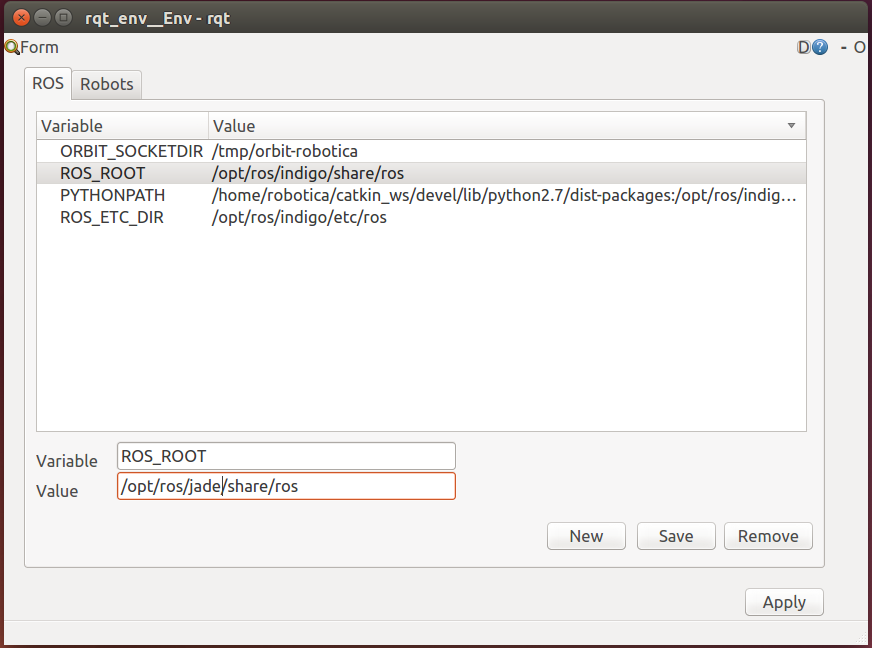 rqt_env__Env - rqt
Form D ? - O
ROS Robots
Variable Value
ORBIT_SOCKETDIR /tmp/orbit-robotica
ROS_ROOT /opt/ros/indigo/share/ros
PYTHONPATH /home/robotica/catkin_ws/devel/lib/python2.7/dist-packages:/opt/ros/indig...
ROS_ETC_DIR /opt/ros/indigo/etc/ros
Variable ROS_ROOT
Value /opt/ros/jade/share/ros
New Save Remove
Apply